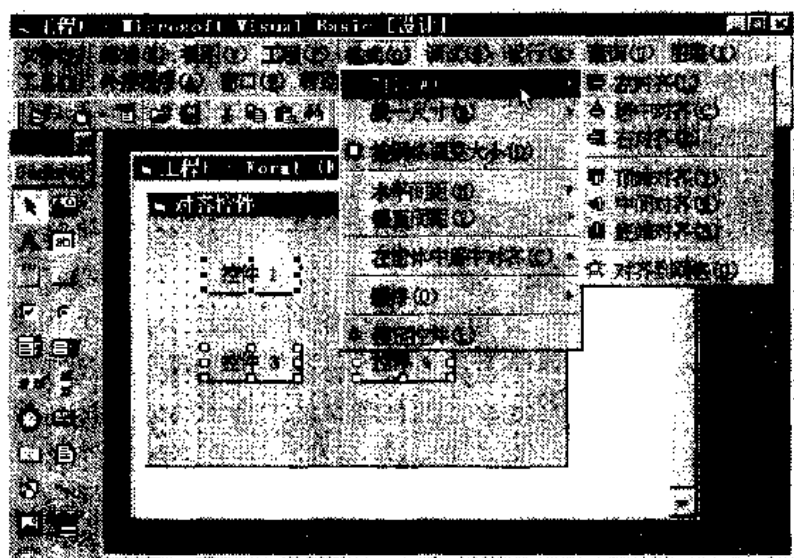 工程1 - Microsoft Visual Basic [设计]
编辑(E) 视图(V) 工程(P) 格式(O) 调试(D) 运行(R) 查询(U) 图表(I)
外接程序(A) 窗口(W) 帮助
对齐(A)
统一尺寸(M)
按网格调整大小(D)
水平间距(H)
垂直间距(V)
在窗体中居中对齐(C)
顺序(O)
锁定控件(L)
左对齐(L)
居中对齐(C)
右对齐(R)
顶端对齐(T)
中间对齐(M)
底端对齐(B)
对齐到网格(G)
工程1 - Form1
对齐控件
控件 1
控件 3
控件 4